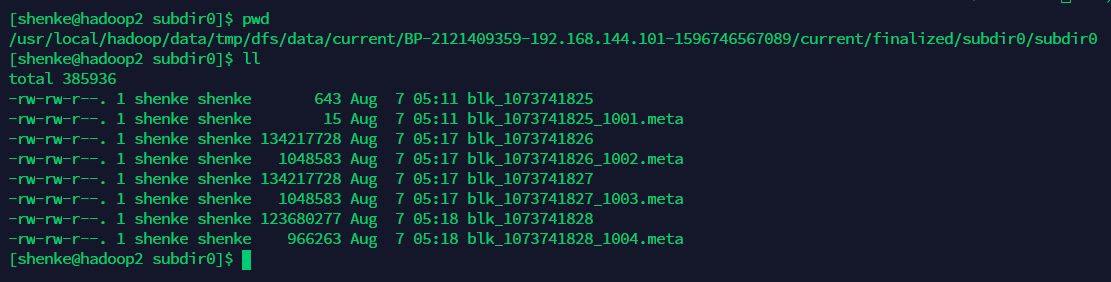 [shenke@hadoop2 subdir0]$ pwd
/usr/local/hadoop/data/tmp/dfs/data/current/BP-2121409359-192.168.144.101-1596746567089/current/finalized/subdir0/subdir0
[shenke@hadoop2 subdir0]$ ll
total 385936
-rw-rw-r--. 1 shenke shenke       643 Aug  7 05:11 blk_1073741825
-rw-rw-r--. 1 shenke shenke        15 Aug  7 05:11 blk_1073741825_1001.meta
-rw-rw-r--. 1 shenke shenke 134217728 Aug  7 05:17 blk_1073741826
-rw-rw-r--. 1 shenke shenke   1048583 Aug  7 05:17 blk_1073741826_1002.meta
-rw-rw-r--. 1 shenke shenke 134217728 Aug  7 05:17 blk_1073741827
-rw-rw-r--. 1 shenke shenke   1048583 Aug  7 05:17 blk_1073741827_1003.meta
-rw-rw-r--. 1 shenke shenke 123680277 Aug  7 05:18 blk_1073741828
-rw-rw-r--. 1 shenke shenke    966263 Aug  7 05:18 blk_1073741828_1004.meta
[shenke@hadoop2 subdir0]$